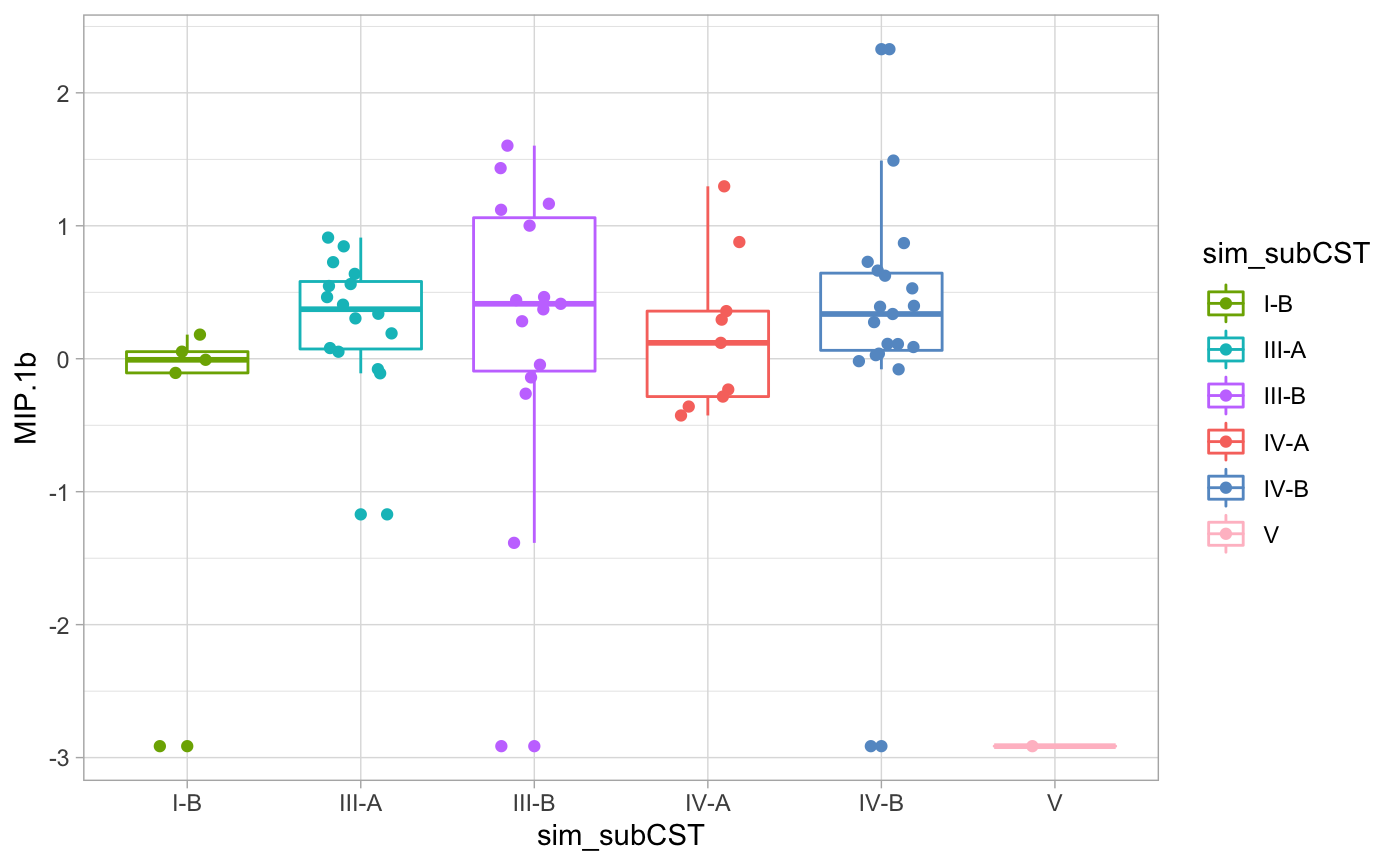 MIP.1b
2
1
0
-1
-2
-3
I-B III-A III-B IV-A IV-B V
sim_subCST
sim_subCST
I-B
III-A
III-B
IV-A
IV-B
V